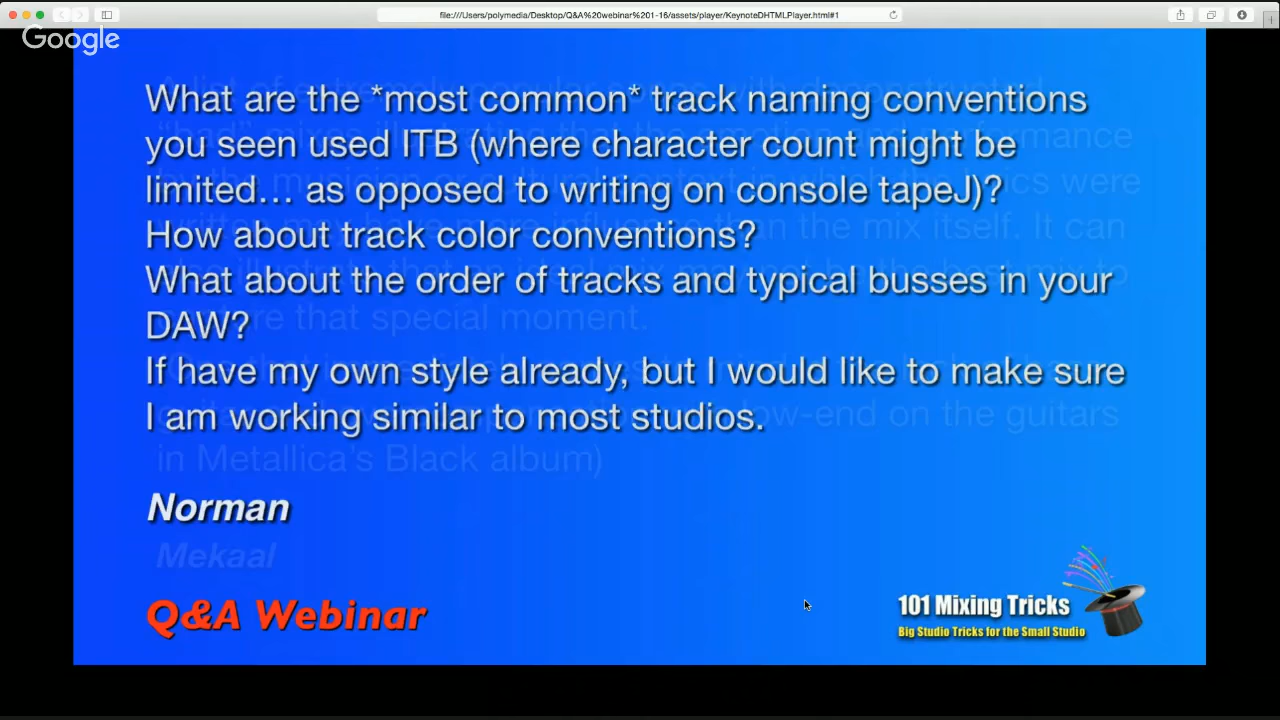 file:///Users/polymedia/Desktop/Q&A%20webinar%201-16/assets/player/KeynoteDHTMLPlayer.html#1
Google
What are the *most common* track naming conventions
you seen used ITB (where character count might be
limited… as opposed to writing on console tapeJ)?
How about track color conventions?
What about the order of tracks and typical busses in your
DAW?
If have my own style already, but I would like to make sure
I am working similar to most studios.
in Metallica's Black album)
Norman
Mekaal
Q&A Webinar
101 Mixing Tricks
Big Studio Tricks for the Small Studio